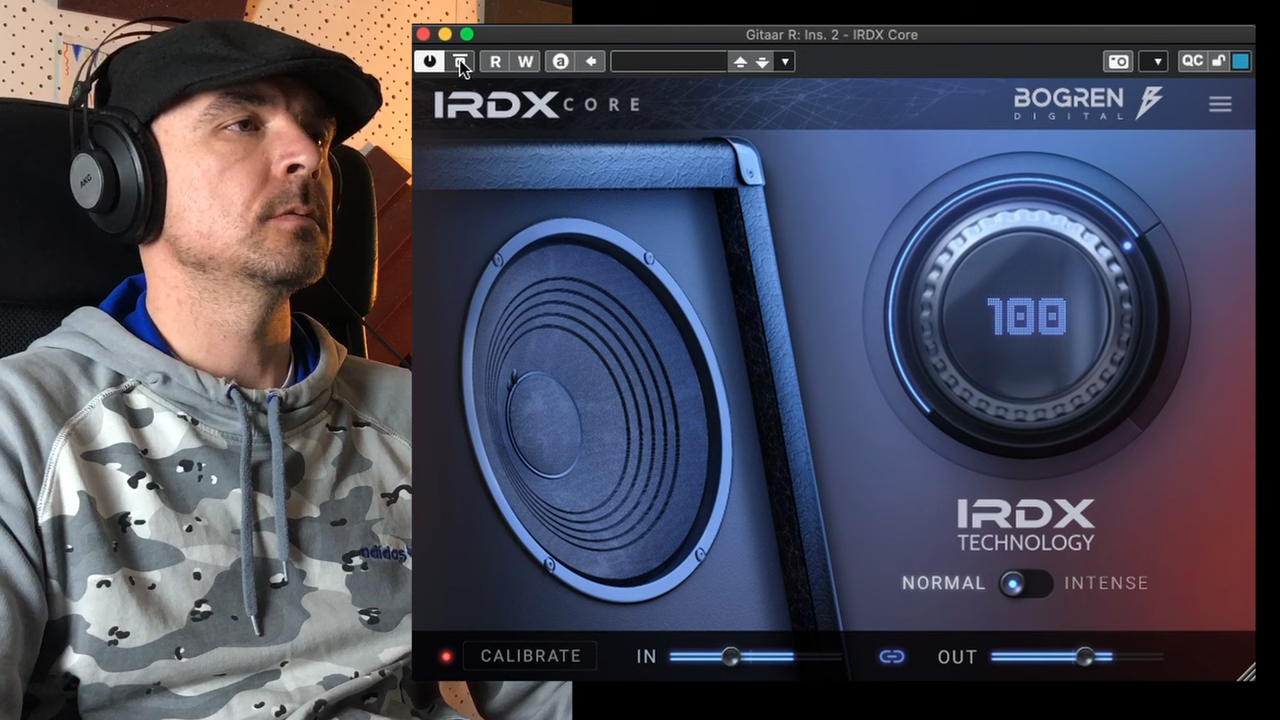 Gitaar R: Ins. 2 - IRDX Core
R W a QC
IRDX CORE
BOGREN
DIGITAL
AKG
100
IRDX
TECHNOLOGY
NORMAL INTENSE
adidas
CALIBRATE IN OUT